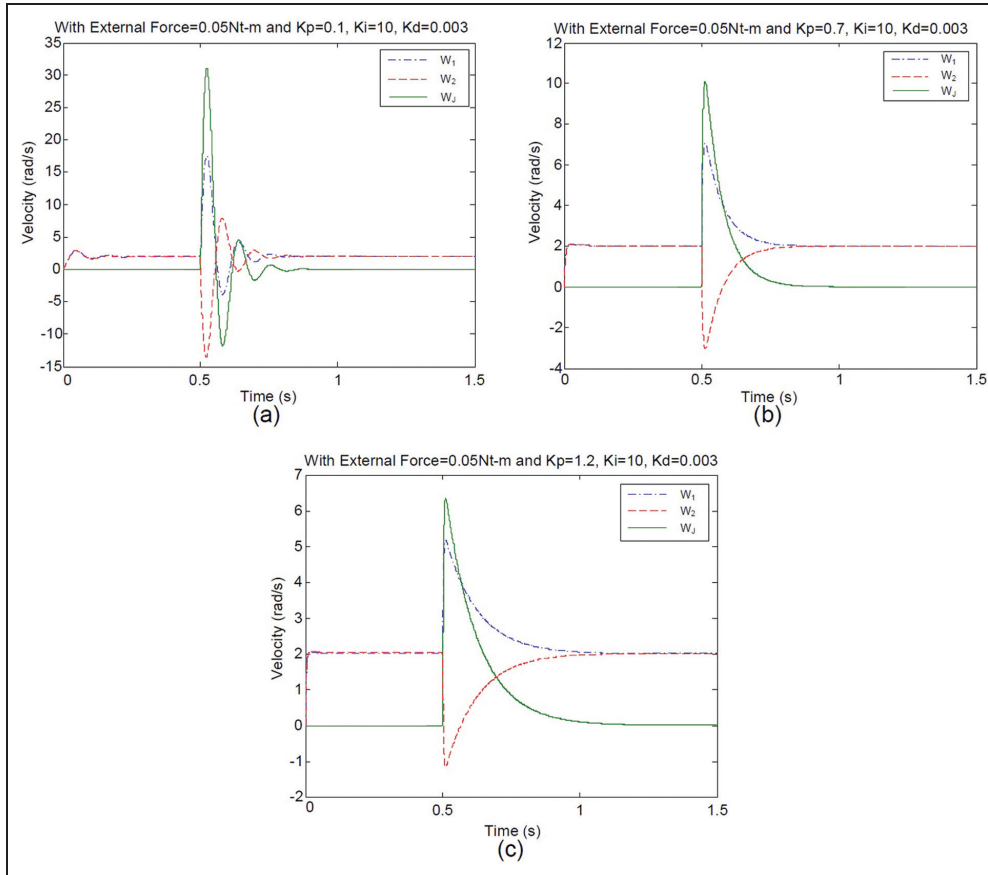 With External Force=0.05Nt-m and Kp=0.1, Ki=10, Kd=0.003
35
30
25
20
15
10
5
0
-5
-10
-15
Velocity (rad/s)
W1
W2
WJ
0
0.5
1
1.5
Time (s)
(a)
With External Force=0.05Nt-m and Kp=0.7, Ki=10, Kd=0.003
12
10
8
6
4
2
0
-2
-4
Velocity (rad/s)
W1
W2
WJ
0
0.5
1
1.5
Time (s)
(b)
With External Force=0.05Nt-m and Kp=1.2, Ki=10, Kd=0.003
7
6
5
4
3
2
1
0
-1
-2
Velocity (rad/s)
W1
W2
WJ
0
0.5
1
1.5
Time (s)
(c)